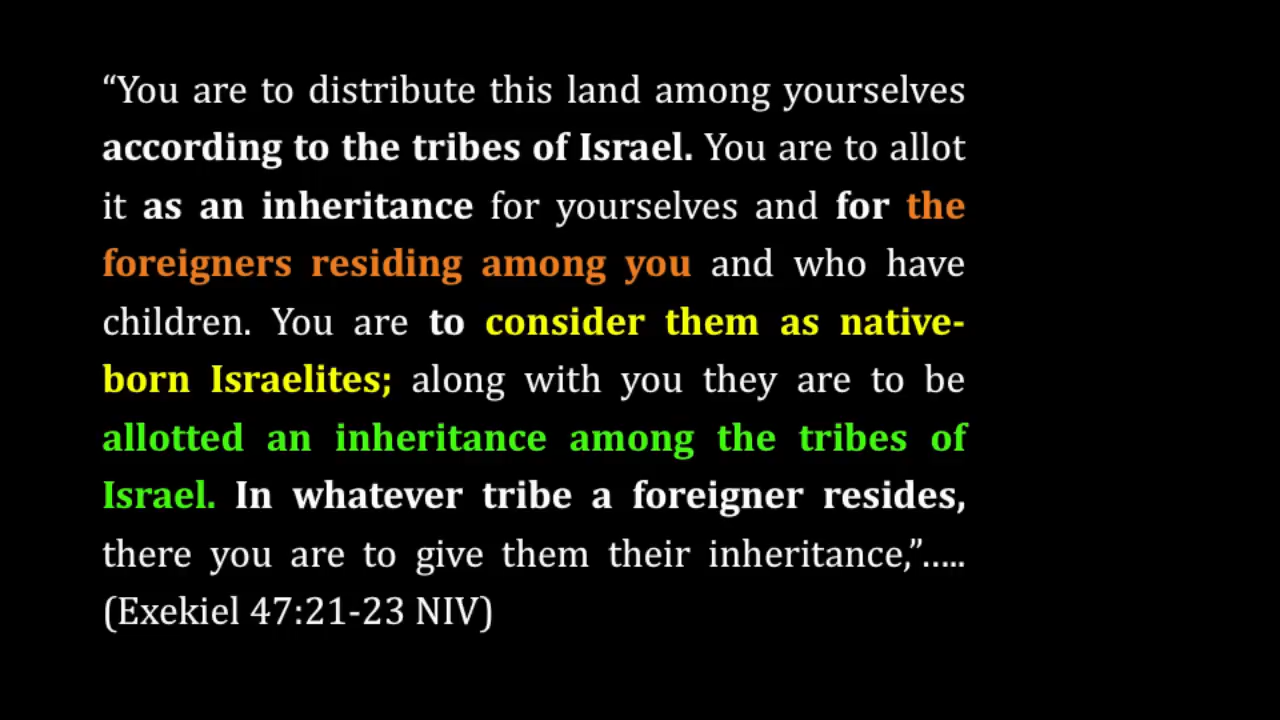 “You are to distribute this land among yourselves
according to the tribes of Israel. You are to allot
it as an inheritance for yourselves and for the
foreigners residing among you and who have
children. You are to consider them as native-
born Israelites; along with you they are to be
allotted an inheritance among the tribes of
Israel. In whatever tribe a foreigner resides,
there you are to give them their inheritance,”.....
(Exekiel 47:21-23 NIV)